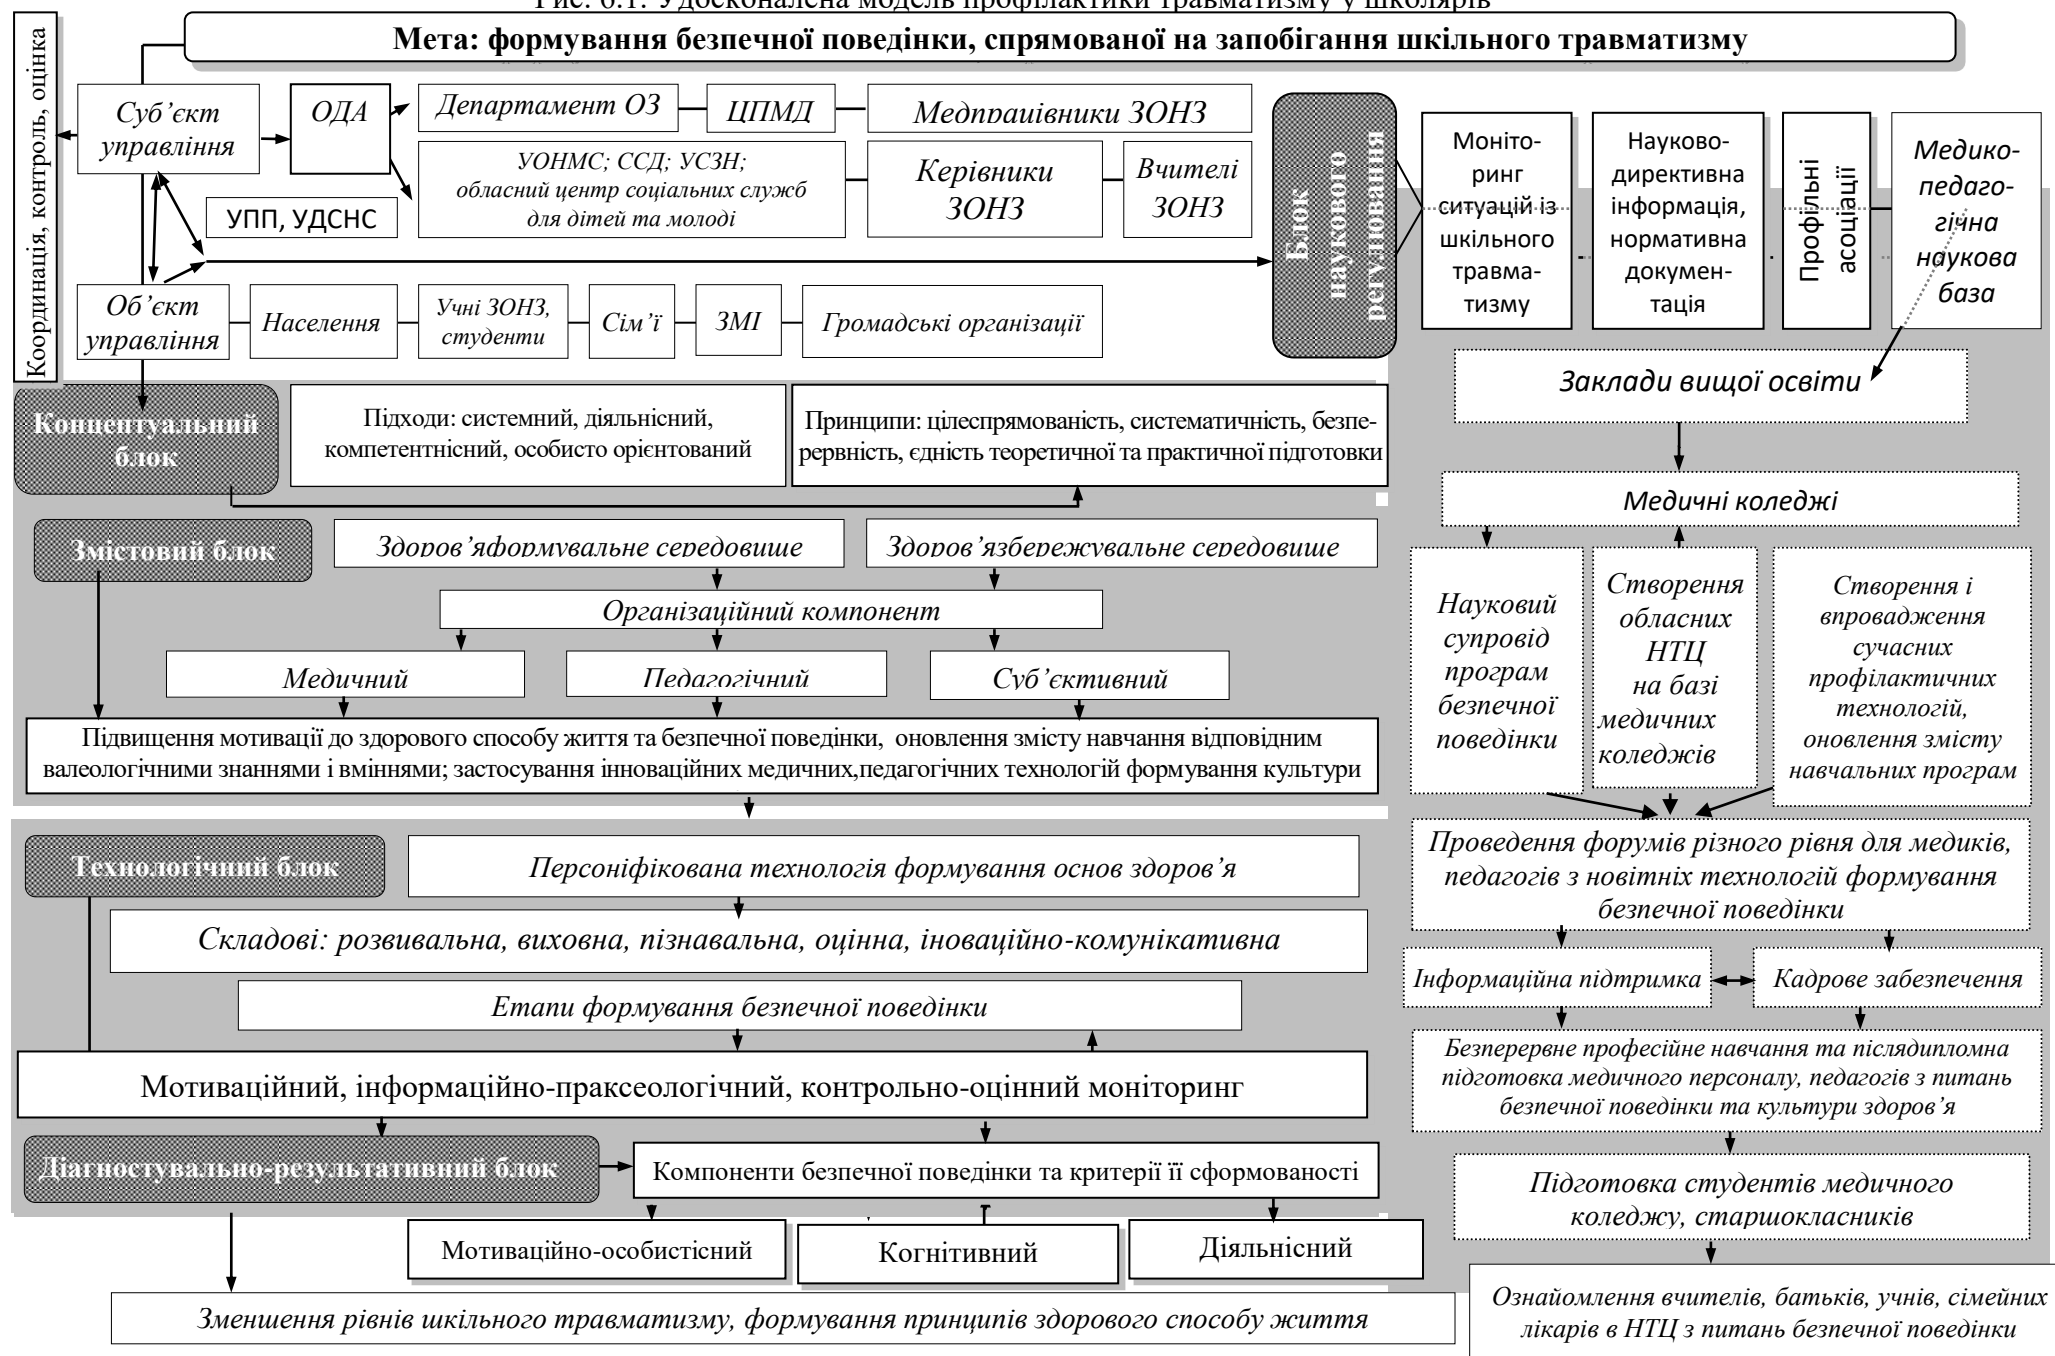 Рис. 6.1. Удосконалена модель профілактики травматизму у школярів
Мета: формування безпечної поведінки, спрямованої на запобігання шкільного травматизму
Координація, контроль, оцінка
Суб’єкт
управління
ОДА
Департамент ОЗ
ЦПМД
Медпрацівники ЗОНЗ
УОНМС; ССД; УСЗН;
обласний центр соціальних служб
для дітей та молоді
Керівники
ЗОНЗ
Вчителі
ЗОНЗ
УПП, УДСНС
Об’єкт
управління
Населення
Учні ЗОНЗ,
студенти
Сім’ї
ЗМІ
Громадські організації
Блок
наукового
регулювання
Моніто-
ринг
ситуацій із
шкільного
травма-
тизму
Науково-
директивна
інформація,
нормативна
докумен-
тація
Профільні
асоціації
Медико-
педаго-
гічна
наукова
база
Концептуальний
блок
Підходи: системний, діяльнісний,
компетентнісний, особисто орієнтований
Принципи: цілеспрямованість, систематичність, безпе-
рервність, єдність теоретичної та практичної підготовки
Змістовий блок
Здоров’яформувальне середовище
Здоров’язбережувальне середовище
Організаційний компонент
Медичний
Педагогічний
Суб’єктивний
Підвищення мотивації до здорового способу життя та безпечної поведінки, оновлення змісту навчання відповідним
валеологічними знаннями і вміннями; застосування інноваційних медичних,педагогічних технологій формування культури
Технологічний блок
Персоніфікована технологія формування основ здоров’я
Складові: розвивальна, виховна, пізнавальна, оцінна, іноваційно-комунікативна
Етапи формування безпечної поведінки
Мотиваційний, інформаційно-праксеологічний, контрольно-оцінний моніторинг
Діагностувально-результативний блок
Компоненти безпечної поведінки та критерії її сформованості
Мотиваційно-особистісний
Когнітивний
Діяльнісний
Зменшення рівнів шкільного травматизму, формування принципів здорового способу життя
Заклади вищої освіти
Медичні коледжі
Науковий
супровід
програм
безпечної
поведінки
Створення
обласних
НТЦ
на базі
медичних
коледжів
Створення і
впровадження
сучасних
профілактичних
технологій,
оновлення змісту
навчальних програм
Проведення форумів різного рівня для медиків,
педагогів з новітніх технологій формування
безпечної поведінки
Інформаційна підтримка
Кадрове забезпечення
Безперервне професійне навчання та післядипломна
підготовка медичного персоналу, педагогів з питань
безпечної поведінки та культури здоров’я
Підготовка студентів медичного
коледжу, старшокласників
Ознайомлення вчителів, батьків, учнів, сімейних
лікарів в НТЦ з питань безпечної поведінки